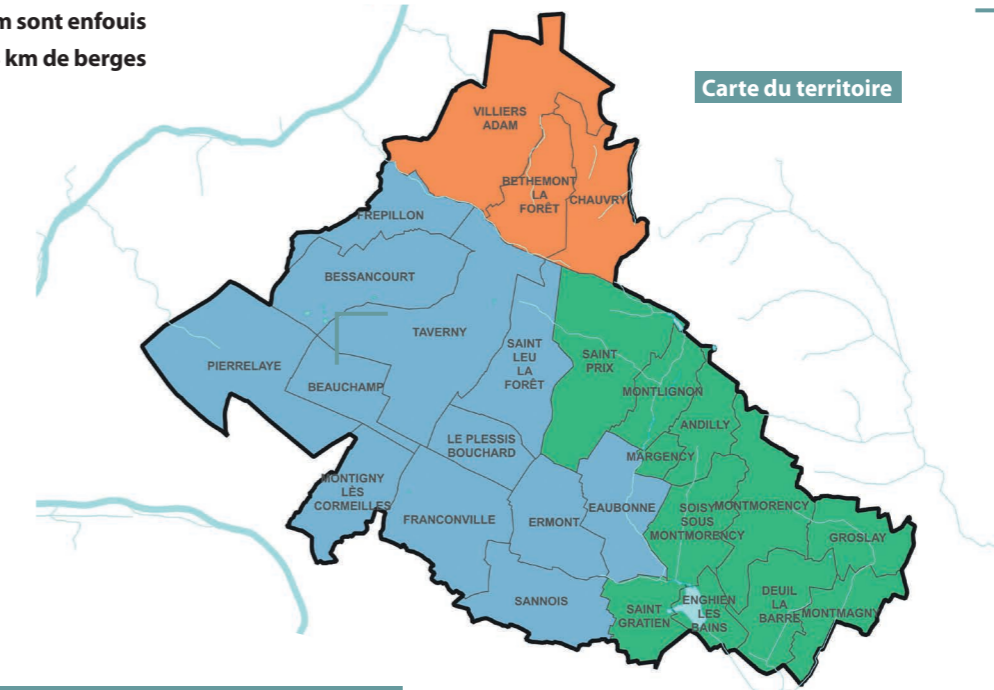 m sont enfouis
km de berges
Carte du territoire
VILLIERS
ADAM
BETHEMONT
LA
FORÊT
CHAUVRY
FREPILLON
BESSANCOURT
TAVERNY
SAINT
LEU
LA
FORÊT
SAINT
PRIX
PIERRELAYE
BEAUCHAMP
MONTLIGNON
ANDILLY
LE PLESSIS
BOUCHARD
MARGENCY
MONTIGNY
LÈS
CORMEILLES
FRANCONVILLE
ERMONT
EAUBONNE
SOISY
SOUS
MONTMORENCY
MONTMORENCY
GROSLAY
SANNOIS
SAINT
GRATIEN
ENGHIEN
LES
BAINS
DEUIL
LA
BARRE
MONTMAGNY